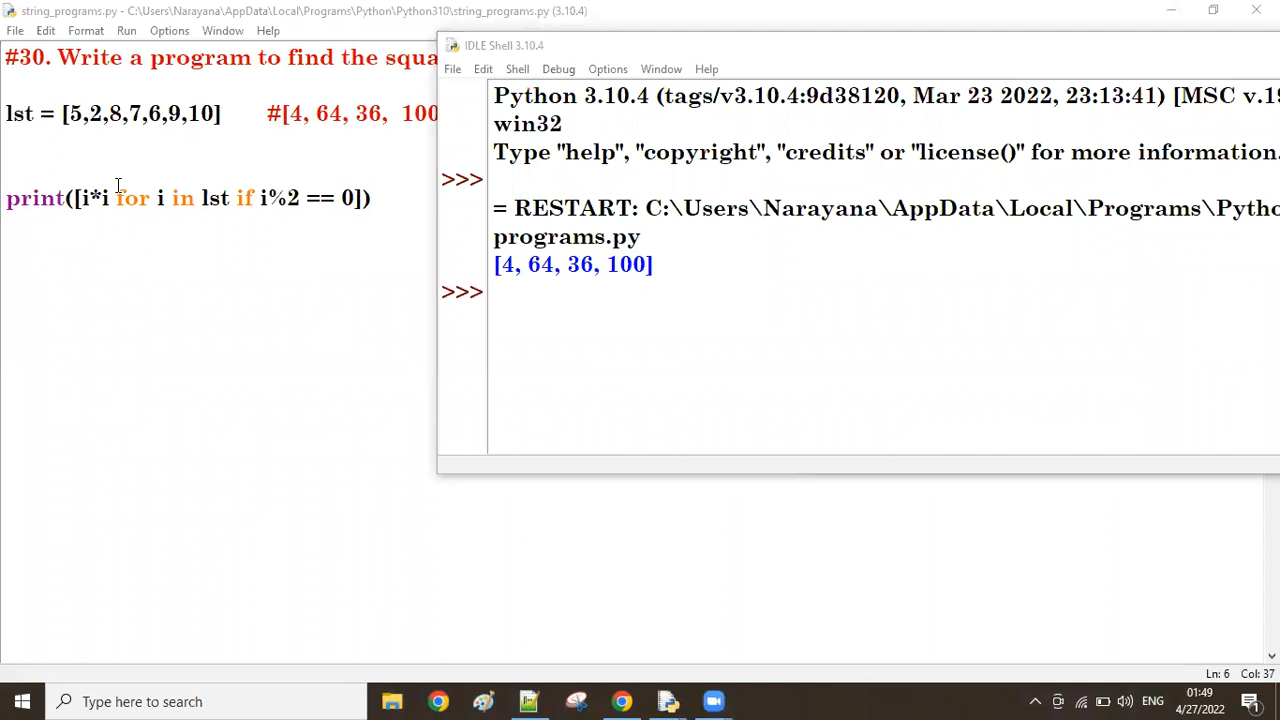 string_programs.py - C:\Users\Narayana\AppData\Local\Programs\Python\Python310\string_programs.py (3.10.4)
File Edit Format Run Options Window Help
#30. Write a program to find the squa
lst = [5,2,8,7,6,9,10] #[4, 64, 36, 100
print([i*i for i in lst if i%2 == 0])
IDLE Shell 3.10.4
File Edit Shell Debug Options Window Help
Python 3.10.4 (tags/v3.10.4:9d38120, Mar 23 2022, 23:13:41) [MSC v.19
win32
Type "help", "copyright", "credits" or "license()" for more information.
>>>
= RESTART: C:\Users\Narayana\AppData\Local\Programs\Pytho
programs.py
[4, 64, 36, 100]
>>>
Ln: 6 Col: 37
Type here to search
ENG
01:49
4/27/2022
1